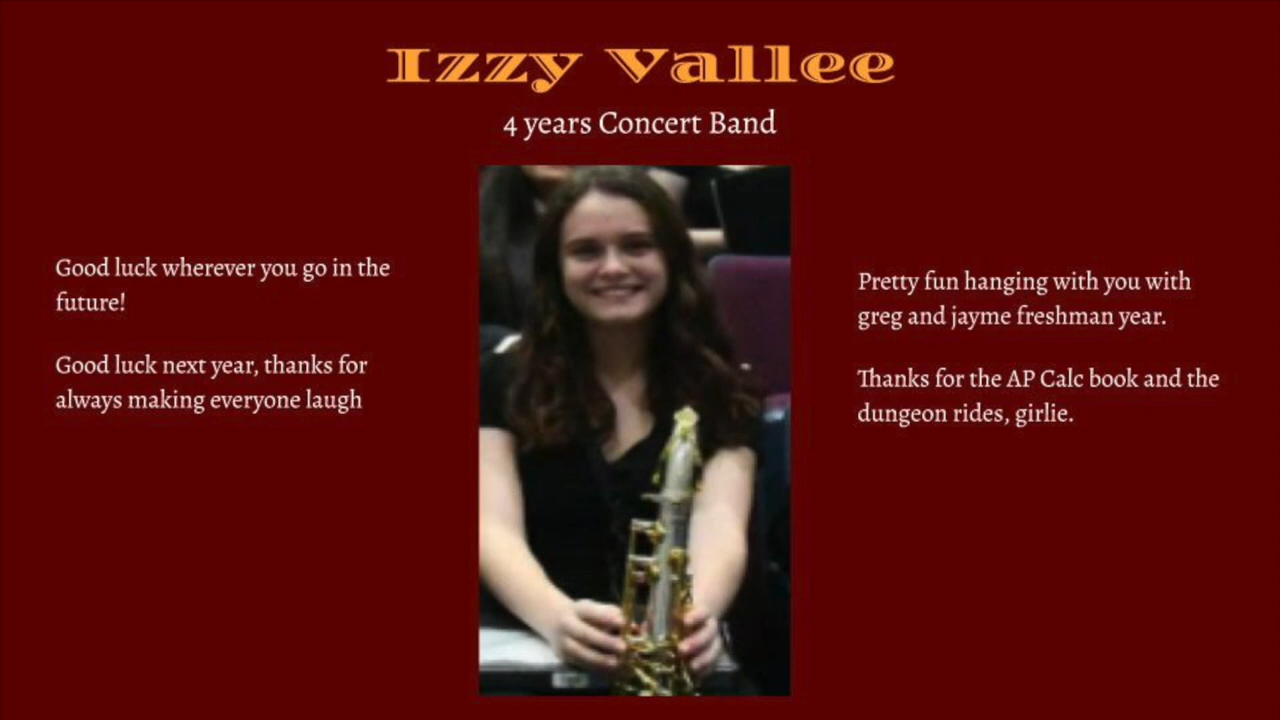 Izzy Vallee
4 years Concert Band
Good luck wherever you go in the
future!
Good luck next year, thanks for
always making everyone laugh
Pretty fun hanging with you with
greg and jayme freshman year.
Thanks for the AP Calc book and the
dungeon rides, girlie.